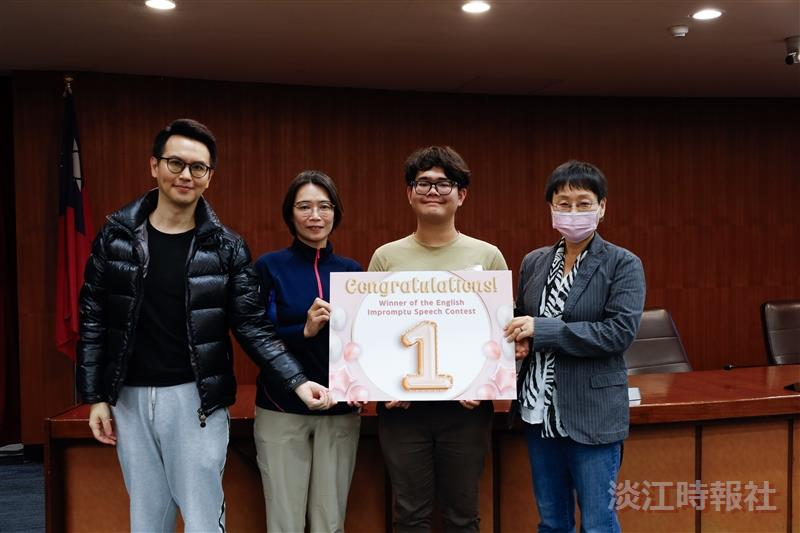 Congratulations!
Winner of the English
Impromptu Speech Contest
1
淡江時報社